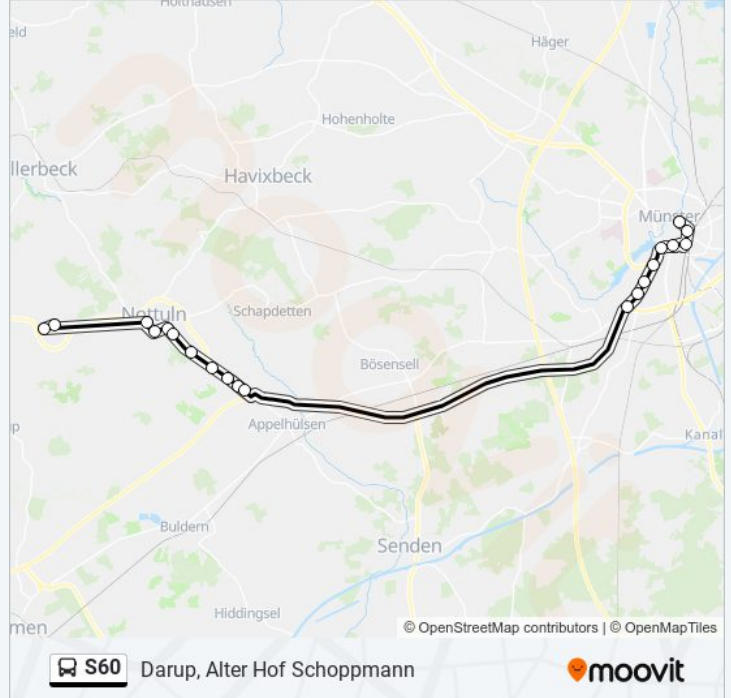 Holthausen
eld
Häger
Hohenholte
llerbeck
Havixbeck
Münster
Nottuln
Schapdetten
Bösensell
Appelhülsen
up
Kanal
Buldern
Senden
Hiddingsel
men
© OpenStreetMap contributors | © OpenMapTiles
S60 Darup, Alter Hof Schoppmann
moovit